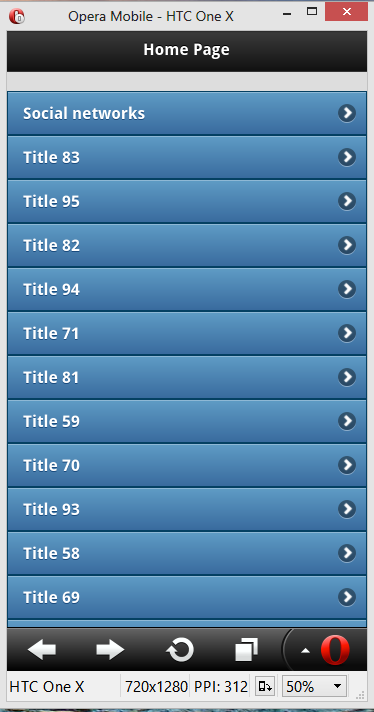 Opera Mobile - HTC One X
Home Page
Social networks
Title 83
Title 95
Title 82
Title 94
Title 71
Title 81
Title 59
Title 70
Title 93
Title 58
Title 69
HTC One X 720x1280 PPI: 312 50%